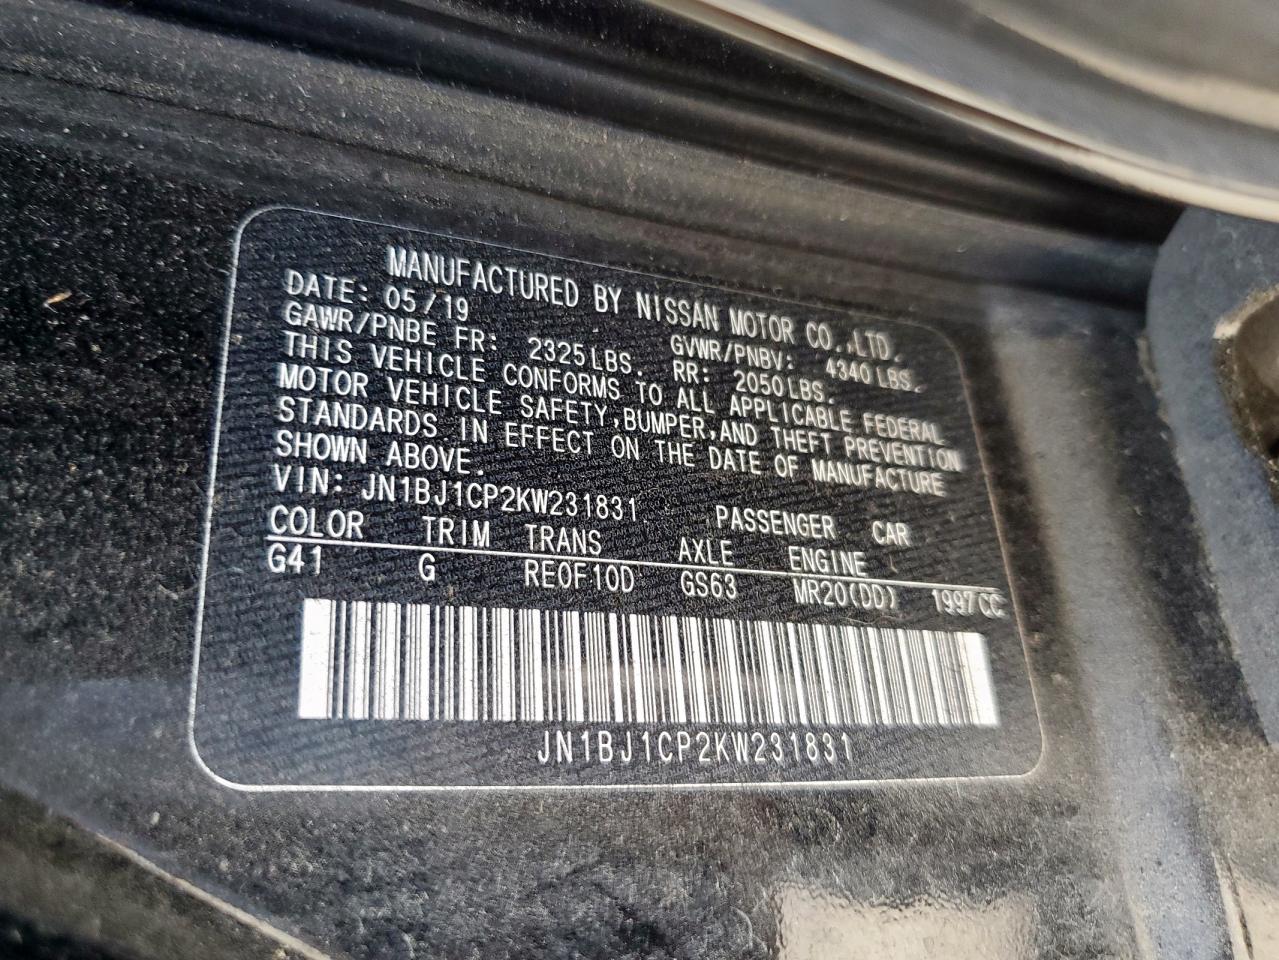 MANUFACTURED BY NISSAN MOTOR CO.,LTD.
DATE: 05/19 GVWR/PNBV: 4340LBS.
GAWR/PNBE FR: 2325LBS. RR: 2050LBS.
THIS VEHICLE CONFORMS TO ALL APPLICABLE FEDERAL
MOTOR VEHICLE SAFETY,BUMPER,AND THEFT PREVENTION
STANDARDS IN EFFECT ON THE DATE OF MANUFACTURE
SHOWN ABOVE.
VIN: JN1BJ1CP2KW231831 PASSENGER CAR
COLOR TRIM TRANS AXLE ENGINE
G41 G RE0F10D GS63 MR20(DD) 1997CC
JN1BJ1CP2KW231831